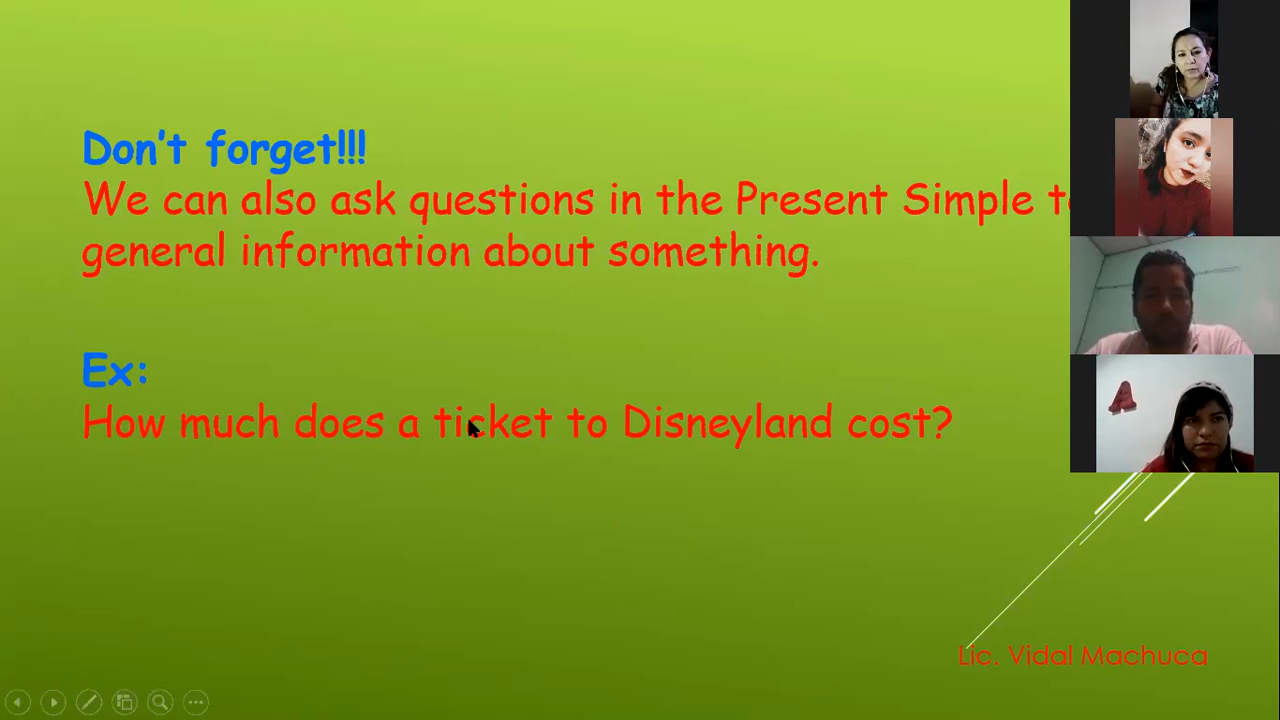 Don't forget!!!
We can also ask questions in the Present Simple
general information about something.
Ex:
How much does a ticket to Disneyland cost?
Lic. Vidal Machuca
A